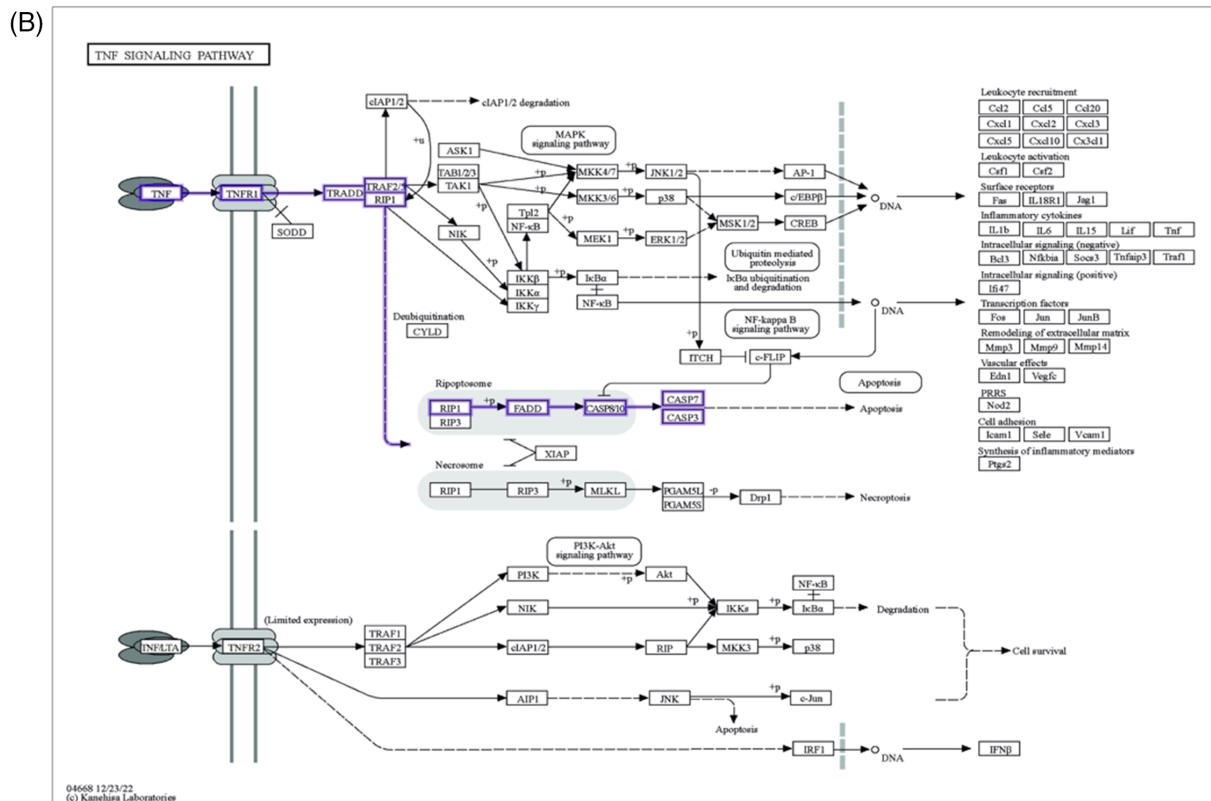 (B)
TNF SIGNALING PATHWAY
cIAP1/2
cIAP1/2 degradation
+u
MAPK
signaling pathway
ASK1
TAB1/2/3
TAK1
MKK4/7
+p
JNK1/2
AP-1
TNF
TNFR1
TRADD
TRAF2/5
RIP1
+p
+p
MKK3/6
+p
p38
c/EBPβ
DNA
SODD
NIK
+p
Tpl2
NF-κB
+p
MEK1
+p
ERK1/2
MSK1/2
CREB
Ubiquitin mediated
proteolysis
+p
IKKβ
IKKα
IKKγ
+p
IκBα
IκBα ubiquitination
and degradation
NF-κB
DNA
Deubiquitination
CYLD
NF-kappa B
signaling pathway
+p
ITCH
c-FLIP
Apoptosis
Ripoptosome
RIP1
RIP3
+p
FADD
CASP8/10
CASP7
CASP3
Apoptosis
XIAP
Necrosome
RIP1
RIP3
+p
MLKL
PGAM5L
PGAM5S
-p
Drp1
Necroptosis
Leukocyte recruitment
Ccl2 Ccl5 Ccl20
Cxcl1 Cxcl2 Cxcl3
Cxcl5 Cxcl10 Cx3cl1
Leukocyte activation
Csf1 Csf2
Surface receptors
Fas IL18R1 Jag1
Inflammatory cytokines
IL1b IL6 IL15 Lif Tnf
Intracellular signaling (negative)
Bcl3 Nfkbia Socs3 Tnfaip3 Traf1
Intracellular signaling (positive)
Ifi47
Transcription factors
Fos Jun JunB
Remodeling of extracellular matrix
Mmp3 Mmp9 Mmp14
Vascular effects
Edn1 Vegfc
PRRS
Nod2
Cell adhesion
Icam1 Sele Vcam1
Synthesis of inflammatory mediators
Ptgs2
PI3K-Akt
signaling pathway
PI3K
+p
Akt
NF-κB
NIK
+p
IKKs
+p
IκBα
Degradation
(Limited expression)
TNF/LTA
TNFR2
TRAF1
TRAF2
TRAF3
cIAP1/2
RIP
MKK3
+p
p38
Cell survival
AIP1
JNK
+p
c-Jun
Apoptosis
IRF1
DNA
IFNβ
04668 12/23/22
(c) Kanehisa Laboratories